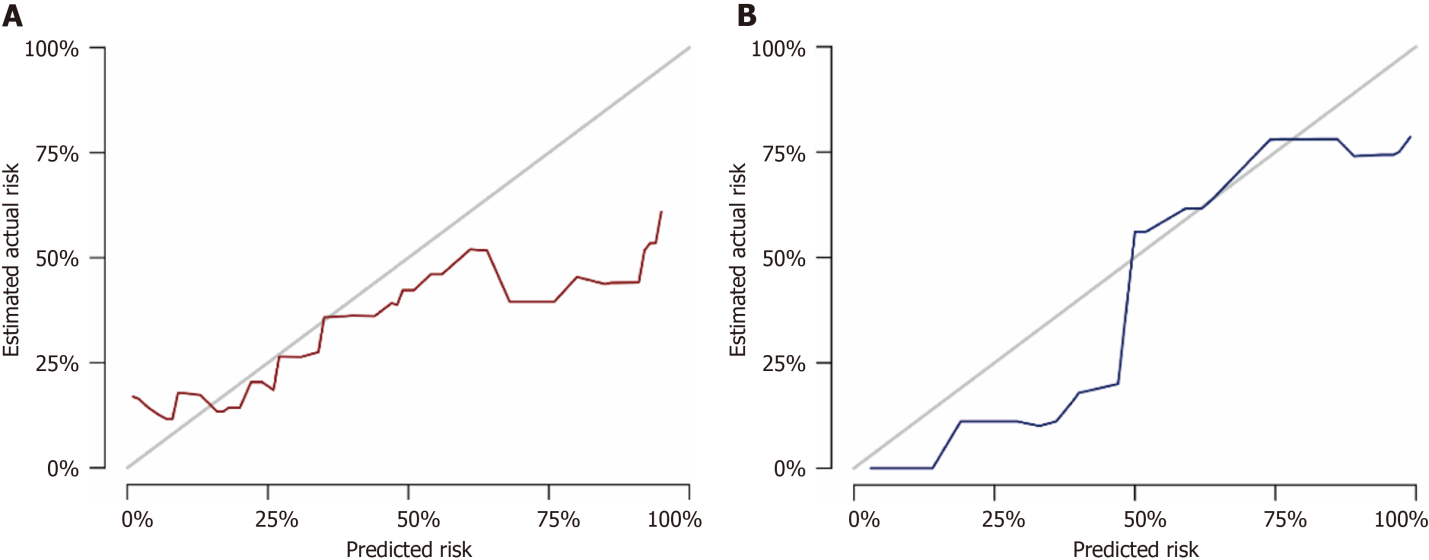 A
100%
75%
50%
25%
0%
Estimated actual risk
0% 25% 50% 75% 100%
Predicted risk
B
100%
75%
50%
25%
0%
Estimated actual risk
0% 25% 50% 75% 100%
Predicted risk